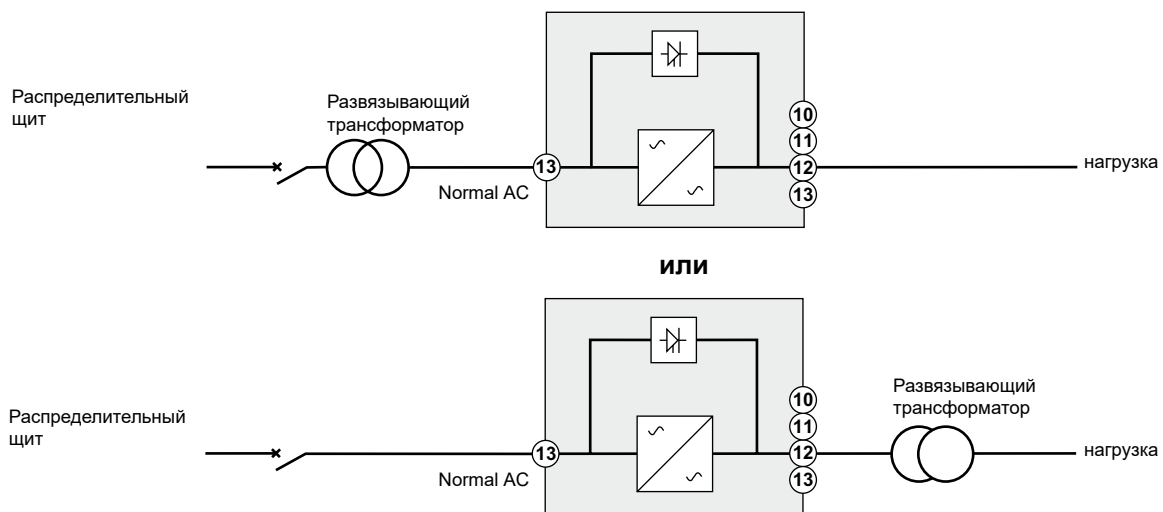 Распределительный
щит
Развязывающий
трансформатор
13
Normal AC
10
11
12
13
нагрузка
или
Распределительный
щит
13
Normal AC
10
11
12
13
Развязывающий
трансформатор
нагрузка